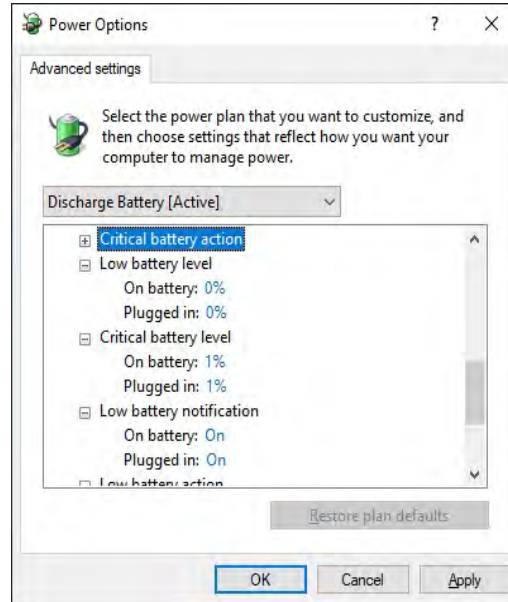 Power Options
Advanced settings
Select the power plan that you want to customize, and
then choose settings that reflect how you want your
computer to manage power.
Discharge Battery [Active]
Critical battery action
Low battery level
On battery: 0%
Plugged in: 0%
Critical battery level
On battery: 1%
Plugged in: 1%
Low battery notification
On battery: On
Plugged in: On
Low battery action
Restore plan defaults
OK Cancel Apply